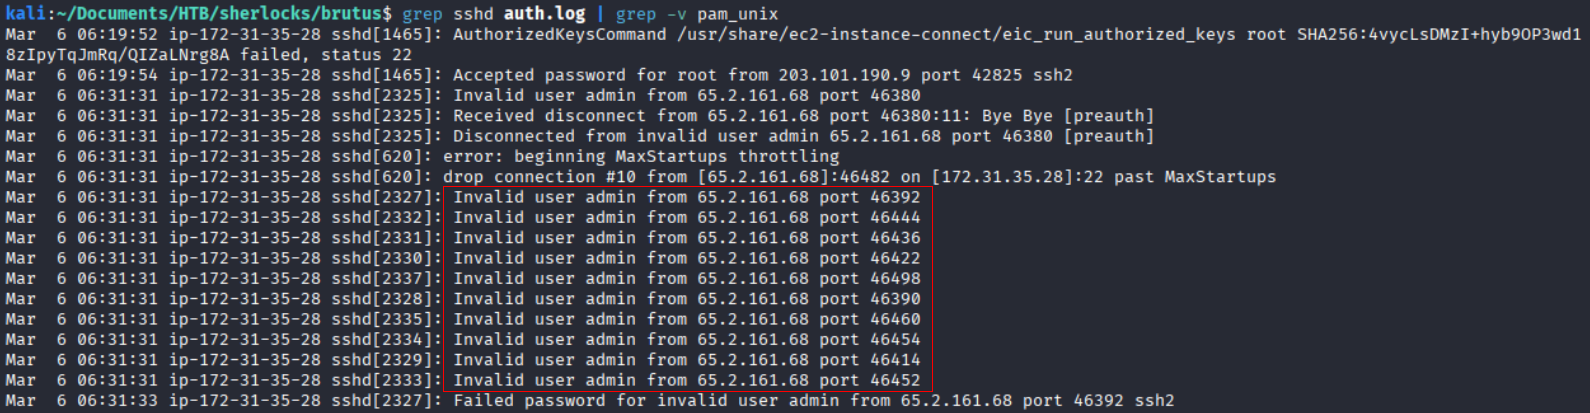 kali:~/Documents/HTB/sherlocks/brutus$ grep sshd auth.log | grep -v pam_unix
Mar  6 06:19:52 ip-172-31-35-28 sshd[1465]: AuthorizedKeysCommand /usr/share/ec2-instance-connect/eic_run_authorized_keys root SHA256:4vycLsDMzI+hyb9OP3wd1
8zIpyTqJmRq/QIZaLNrg8A failed, status 22
Mar  6 06:19:54 ip-172-31-35-28 sshd[1465]: Accepted password for root from 203.101.190.9 port 42825 ssh2
Mar  6 06:31:31 ip-172-31-35-28 sshd[2325]: Invalid user admin from 65.2.161.68 port 46380
Mar  6 06:31:31 ip-172-31-35-28 sshd[2325]: Received disconnect from 65.2.161.68 port 46380:11: Bye Bye [preauth]
Mar  6 06:31:31 ip-172-31-35-28 sshd[2325]: Disconnected from invalid user admin 65.2.161.68 port 46380 [preauth]
Mar  6 06:31:31 ip-172-31-35-28 sshd[620]: error: beginning MaxStartups throttling
Mar  6 06:31:31 ip-172-31-35-28 sshd[620]: drop connection #10 from [65.2.161.68]:46482 on [172.31.35.28]:22 past MaxStartups
Mar  6 06:31:31 ip-172-31-35-28 sshd[2327]: Invalid user admin from 65.2.161.68 port 46392
Mar  6 06:31:31 ip-172-31-35-28 sshd[2332]: Invalid user admin from 65.2.161.68 port 46444
Mar  6 06:31:31 ip-172-31-35-28 sshd[2331]: Invalid user admin from 65.2.161.68 port 46436
Mar  6 06:31:31 ip-172-31-35-28 sshd[2330]: Invalid user admin from 65.2.161.68 port 46422
Mar  6 06:31:31 ip-172-31-35-28 sshd[2337]: Invalid user admin from 65.2.161.68 port 46498
Mar  6 06:31:31 ip-172-31-35-28 sshd[2328]: Invalid user admin from 65.2.161.68 port 46390
Mar  6 06:31:31 ip-172-31-35-28 sshd[2335]: Invalid user admin from 65.2.161.68 port 46460
Mar  6 06:31:31 ip-172-31-35-28 sshd[2334]: Invalid user admin from 65.2.161.68 port 46454
Mar  6 06:31:31 ip-172-31-35-28 sshd[2329]: Invalid user admin from 65.2.161.68 port 46414
Mar  6 06:31:31 ip-172-31-35-28 sshd[2333]: Invalid user admin from 65.2.161.68 port 46452
Mar  6 06:31:33 ip-172-31-35-28 sshd[2327]: Failed password for invalid user admin from 65.2.161.68 port 46392 ssh2